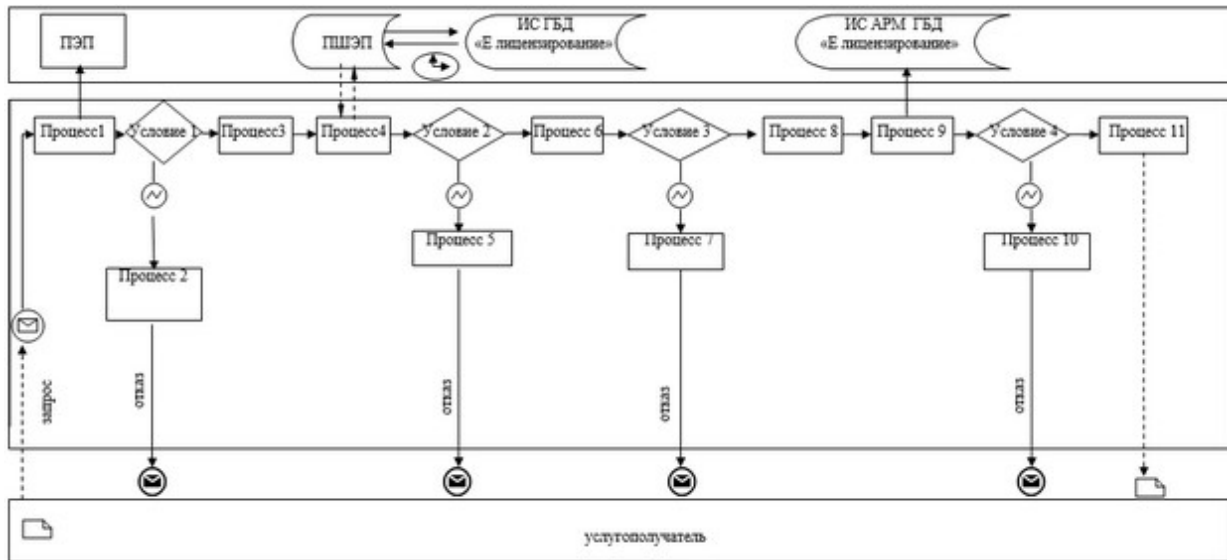 ПЭП
ПШЭП
ИС ГБД
«Е лицензирование»
ИС АРМ ГБД
«Е лицензирование»
Процесс1
Условие 1
Процесс3
Процесс4
Условие 2
Процесс 6
Условие 3
Процесс 8
Процесс 9
Условие 4
Процесс 11
Процесс 2
Процесс 5
Процесс 7
Процесс 10
запрос
отказ
отказ
отказ
отказ
услугополучатель